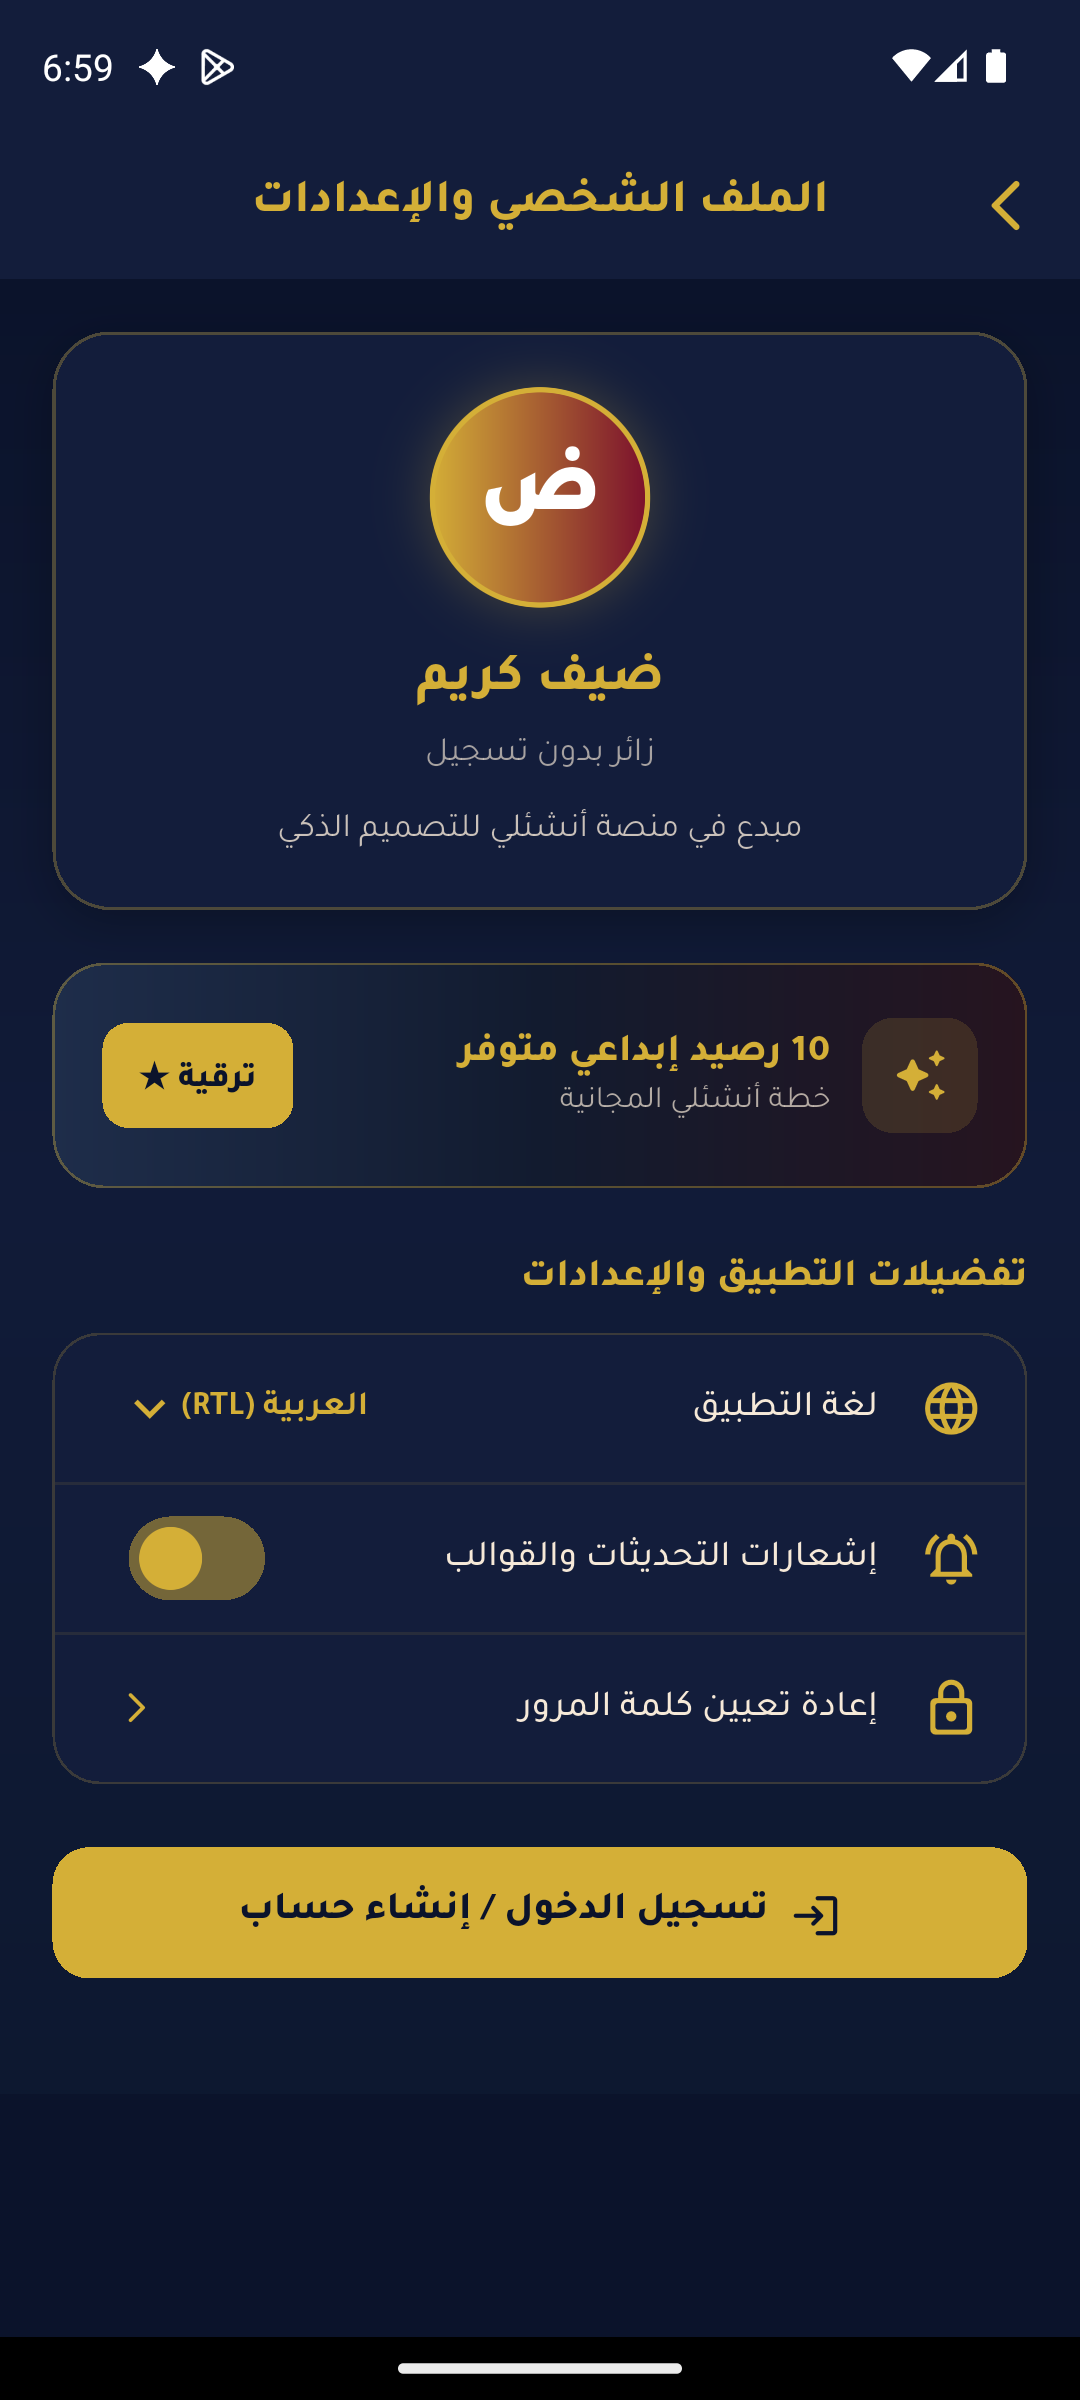 6:59
الملف الشخصي والإعدادات
ض
ضيف كريم
زائر بدون تسجيل
مبدع في منصة أنشئلي للتصميم الذكي
10 رصيد إبداعي متوفر
خطة أنشئلي المجانية
ترقية ★
تفضيلات التطبيق والإعدادات
لغة التطبيق
العربية (RTL)
إشعارات التحديثات والقوالب
إعادة تعيين كلمة المرور
تسجيل الدخول / إنشاء حساب